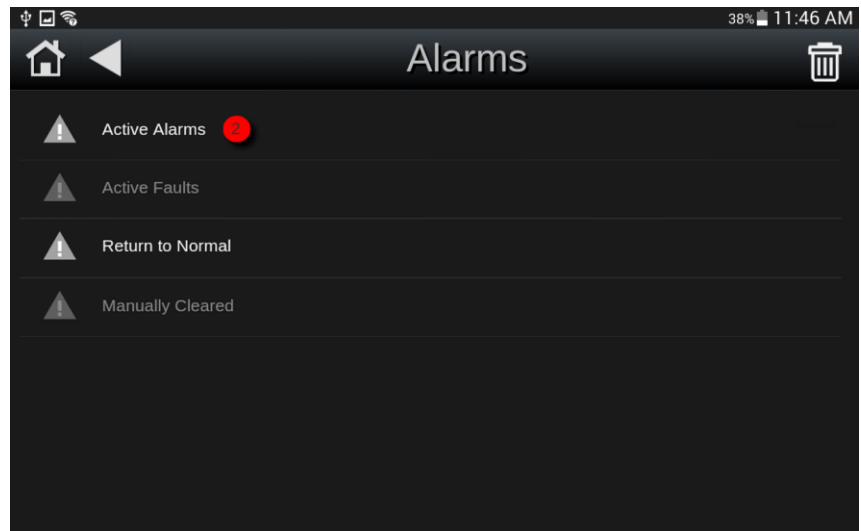 38% 11:46 AM
Alarms
Active Alarms 2
Active Faults
Return to Normal
Manually Cleared